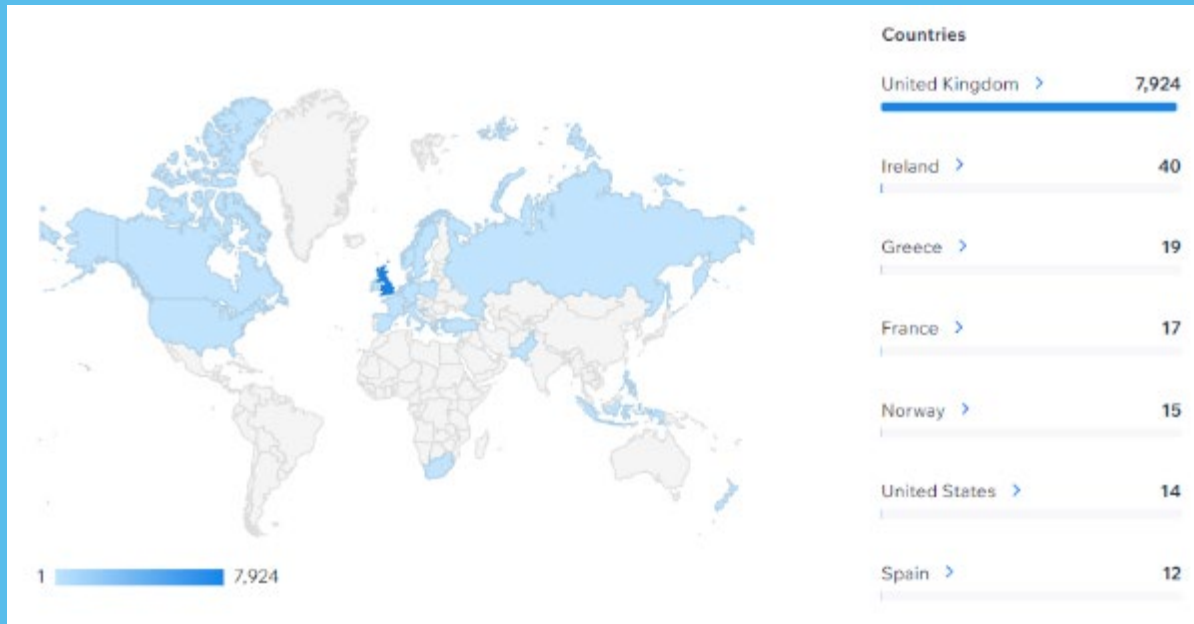 Countries
United Kingdom > 7,924
Ireland > 40
Greece > 19
France > 17
Norway > 15
United States > 14
Spain > 12
1 7,924